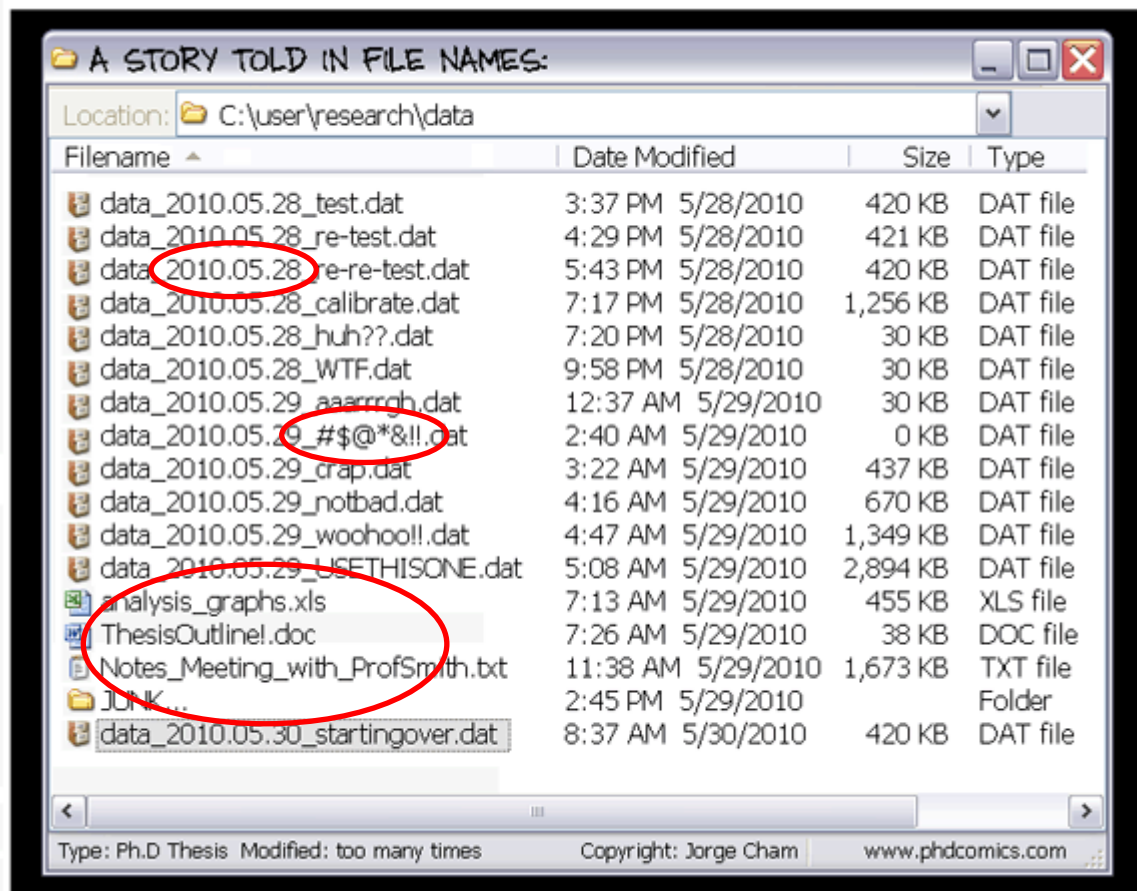 A STORY TOLD IN FILE NAMES:
Location: C:\user\research\data
Filename Date Modified Size Type
data_2010.05.28_test.dat 3:37 PM 5/28/2010 420 KB DAT file
data_2010.05.28_re-test.dat 4:29 PM 5/28/2010 421 KB DAT file
data_2010.05.28_re-re-test.dat 5:43 PM 5/28/2010 420 KB DAT file
data_2010.05.28_calibrate.dat 7:17 PM 5/28/2010 1,256 KB DAT file
data_2010.05.28_huh??.dat 7:20 PM 5/28/2010 30 KB DAT file
data_2010.05.28_WTF.dat 9:58 PM 5/28/2010 30 KB DAT file
data_2010.05.29_aaarrrgh.dat 12:37 AM 5/29/2010 30 KB DAT file
data_2010.05.29_#$@*&!!.dat 2:40 AM 5/29/2010 0 KB DAT file
data_2010.05.29_crap.dat 3:22 AM 5/29/2010 437 KB DAT file
data_2010.05.29_notbad.dat 4:16 AM 5/29/2010 670 KB DAT file
data_2010.05.29_woohoo!!.dat 4:47 AM 5/29/2010 1,349 KB DAT file
data_2010.05.29_USETHISONE.dat 5:08 AM 5/29/2010 2,894 KB DAT file
analysis_graphs.xls 7:13 AM 5/29/2010 455 KB XLS file
ThesisOutline!.doc 7:26 AM 5/29/2010 38 KB DOC file
Notes_Meeting_with_ProfSmith.txt 11:38 AM 5/29/2010 1,673 KB TXT file
JUNK... 2:45 PM 5/29/2010 Folder
data_2010.05.30_startingover.dat 8:37 AM 5/30/2010 420 KB DAT file
Type: Ph.D Thesis Modified: too many times Copyright: Jorge Cham www.phdcomics.com